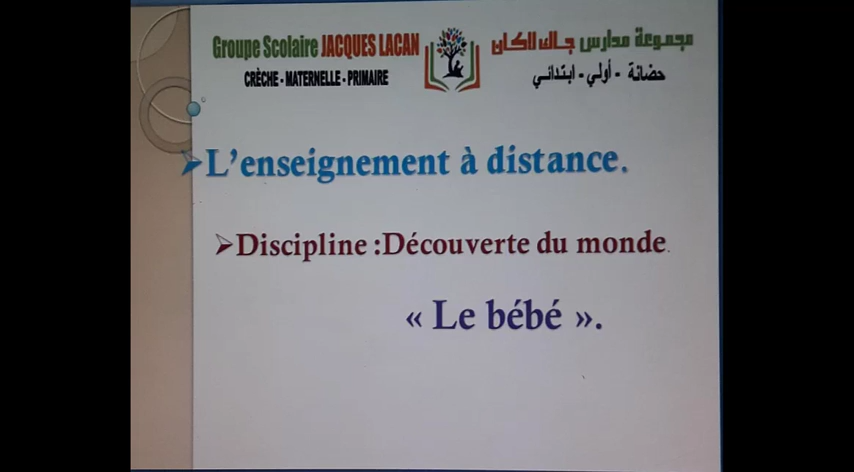 Groupe Scolaire JACQUES LACAN
مجموعة مدارس جاك لاكان
CRÈCHE - MATERNELLE - PRIMAIRE
حضانة - أولي - ابتدائي
➢L'enseignement à distance.
➢Discipline :Découverte du monde.
« Le bébé ».